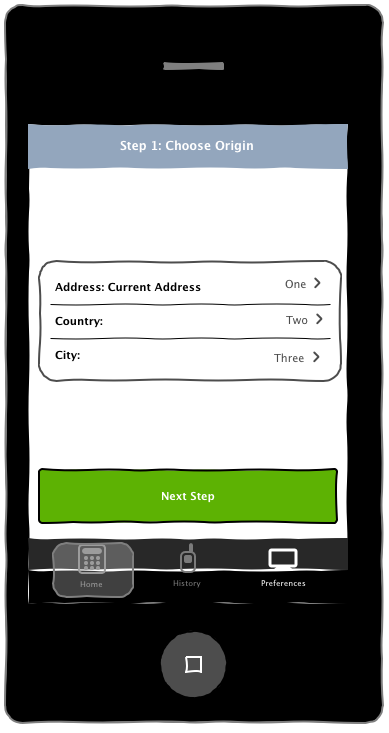 Step 1: Choose Origin
Address: Current Address One
Country: Two
City: Three
Next Step
Home History Preferences